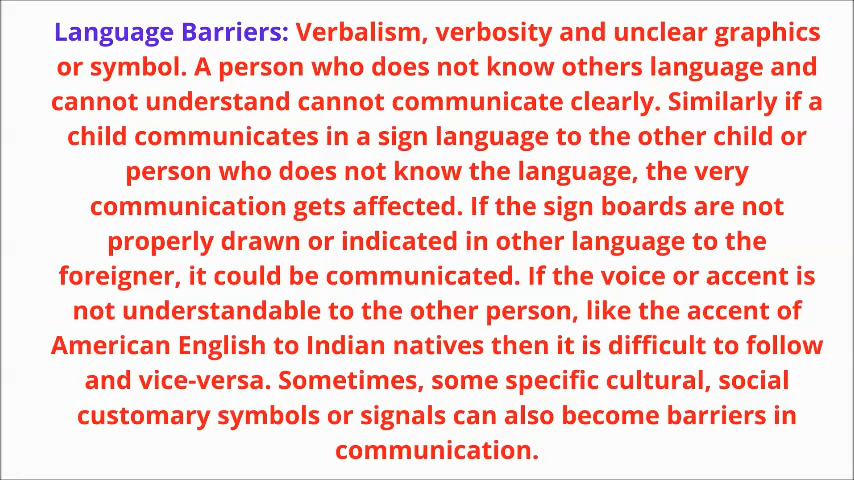 Language Barriers: Verbalism, verbosity and unclear graphics
or symbol. A person who does not know others language and
cannot understand cannot communicate clearly. Similarly if a
child communicates in a sign language to the other child or
person who does not know the language, the very
communication gets affected. If the sign boards are not
properly drawn or indicated in other language to the
foreigner, it could be communicated. If the voice or accent is
not understandable to the other person, like the accent of
American English to Indian natives then it is difficult to follow
and vice-versa. Sometimes, some specific cultural, social
customary symbols or signals can also become barriers in
communication.